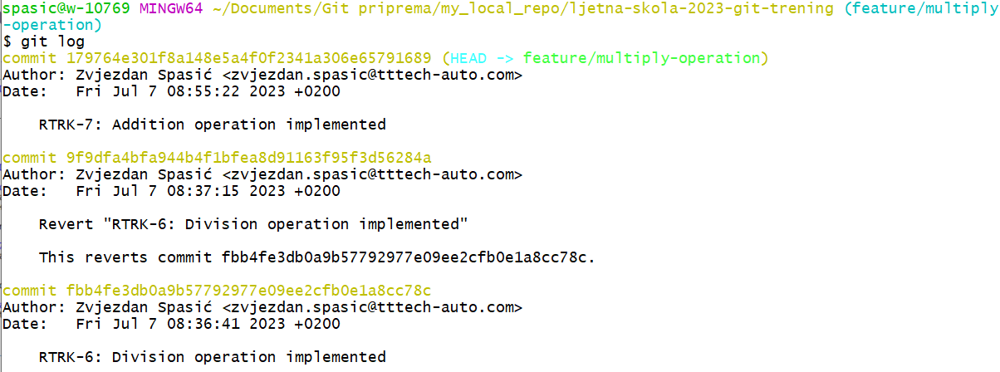 spasic@w-10769 MINGW64 ~/Documents/Git priprema/my_local_repo/ljetna-skola-2023-git-trening (feature/multiply
-operation)
$ git log
commit 179764e301f8a148e5a4f0f2341a306e65791689 (HEAD -> feature/multiply-operation)
Author: Zvjezdan Spasić <zvjezdan.spasic@tttech-auto.com>
Date:   Fri Jul 7 08:55:22 2023 +0200

    RTRK-7: Addition operation implemented

commit 9f9dfa4bfa944b4f1bfea8d91163f95f3d56284a
Author: Zvjezdan Spasić <zvjezdan.spasic@tttech-auto.com>
Date:   Fri Jul 7 08:37:15 2023 +0200

    Revert "RTRK-6: Division operation implemented"

    This reverts commit fbb4fe3db0a9b57792977e09ee2cfb0e1a8cc78c.

commit fbb4fe3db0a9b57792977e09ee2cfb0e1a8cc78c
Author: Zvjezdan Spasić <zvjezdan.spasic@tttech-auto.com>
Date:   Fri Jul 7 08:36:41 2023 +0200

    RTRK-6: Division operation implemented